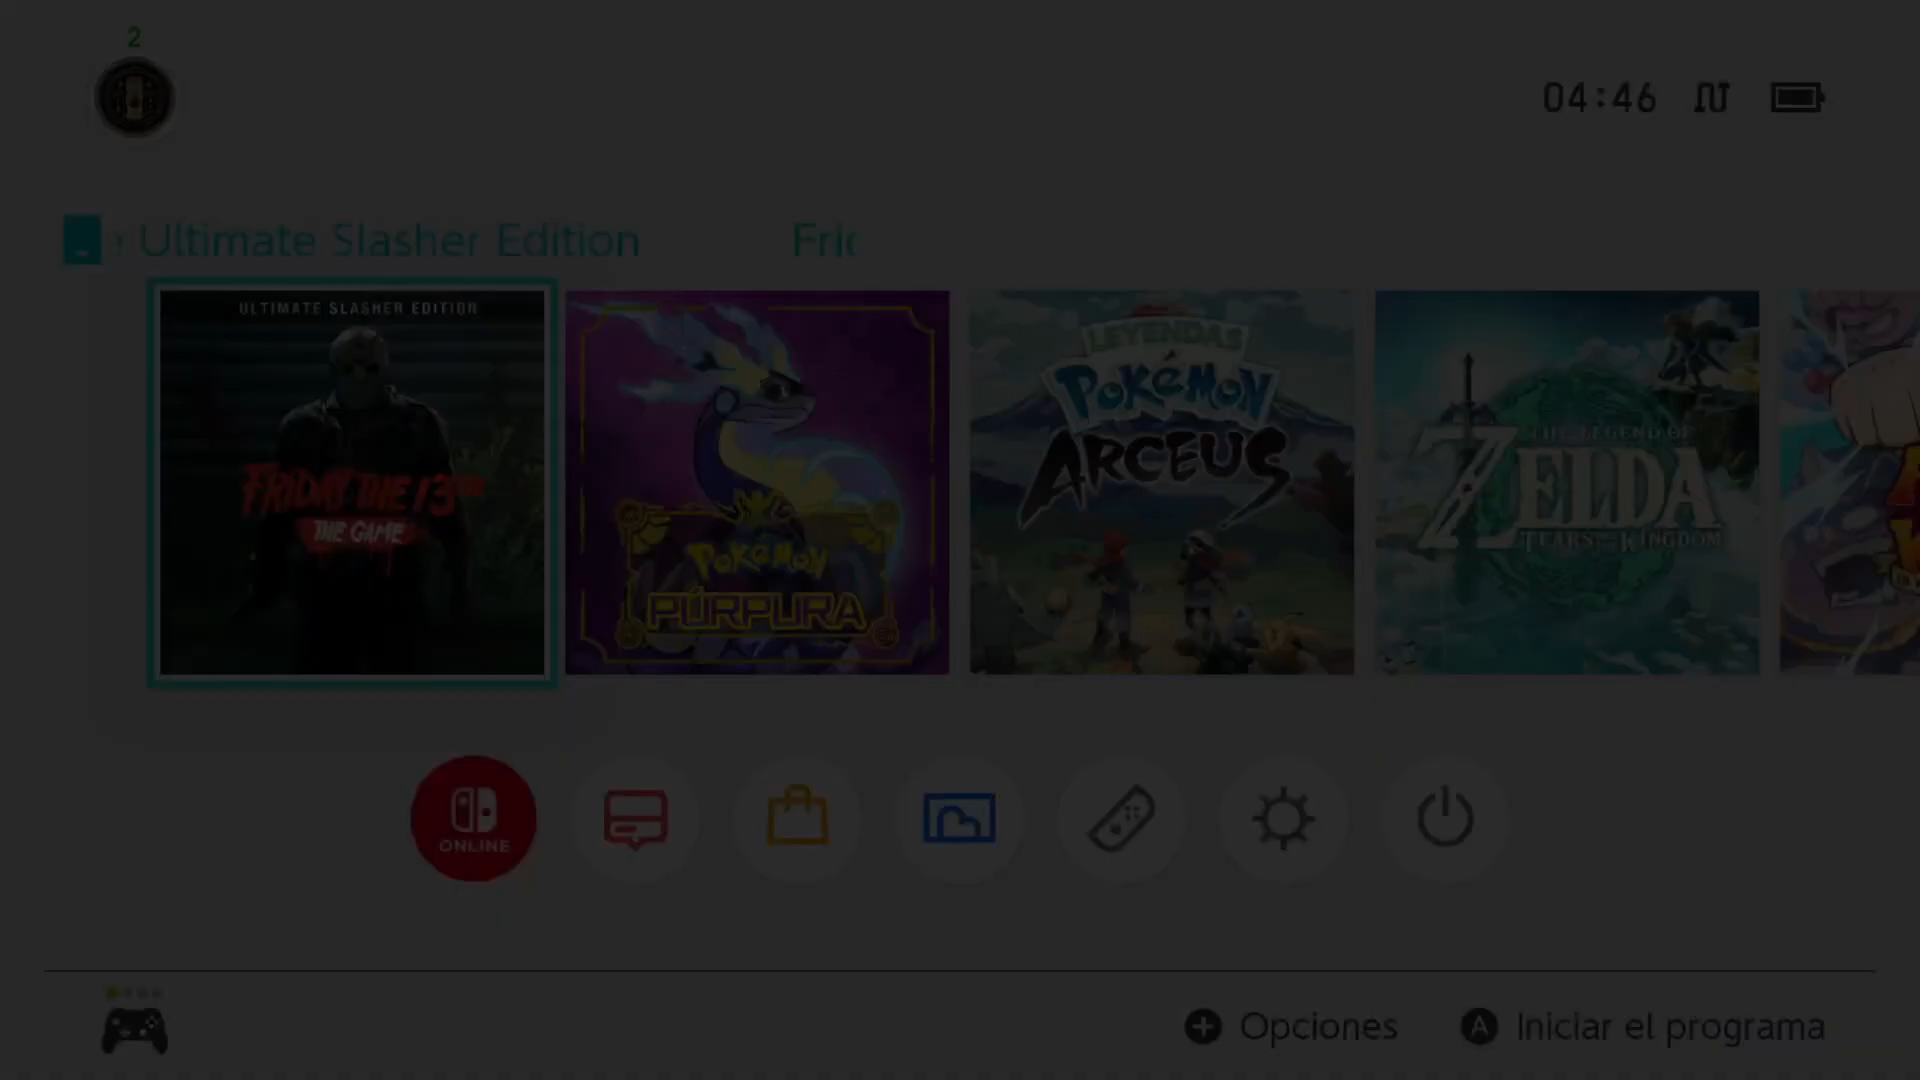 2
04:46
Ultimate Slasher Edition Fric
ULTIMATE SLASHER EDITION
FRIDAY THE 13TH
THE GAME
POKÉMON
PÚRPURA
LEYENDAS
POKÉMON
ARCEUS
THE LEGEND OF
ZELDA
TEARS OF THE KINGDOM
ONLINE
Opciones
A Iniciar el programa